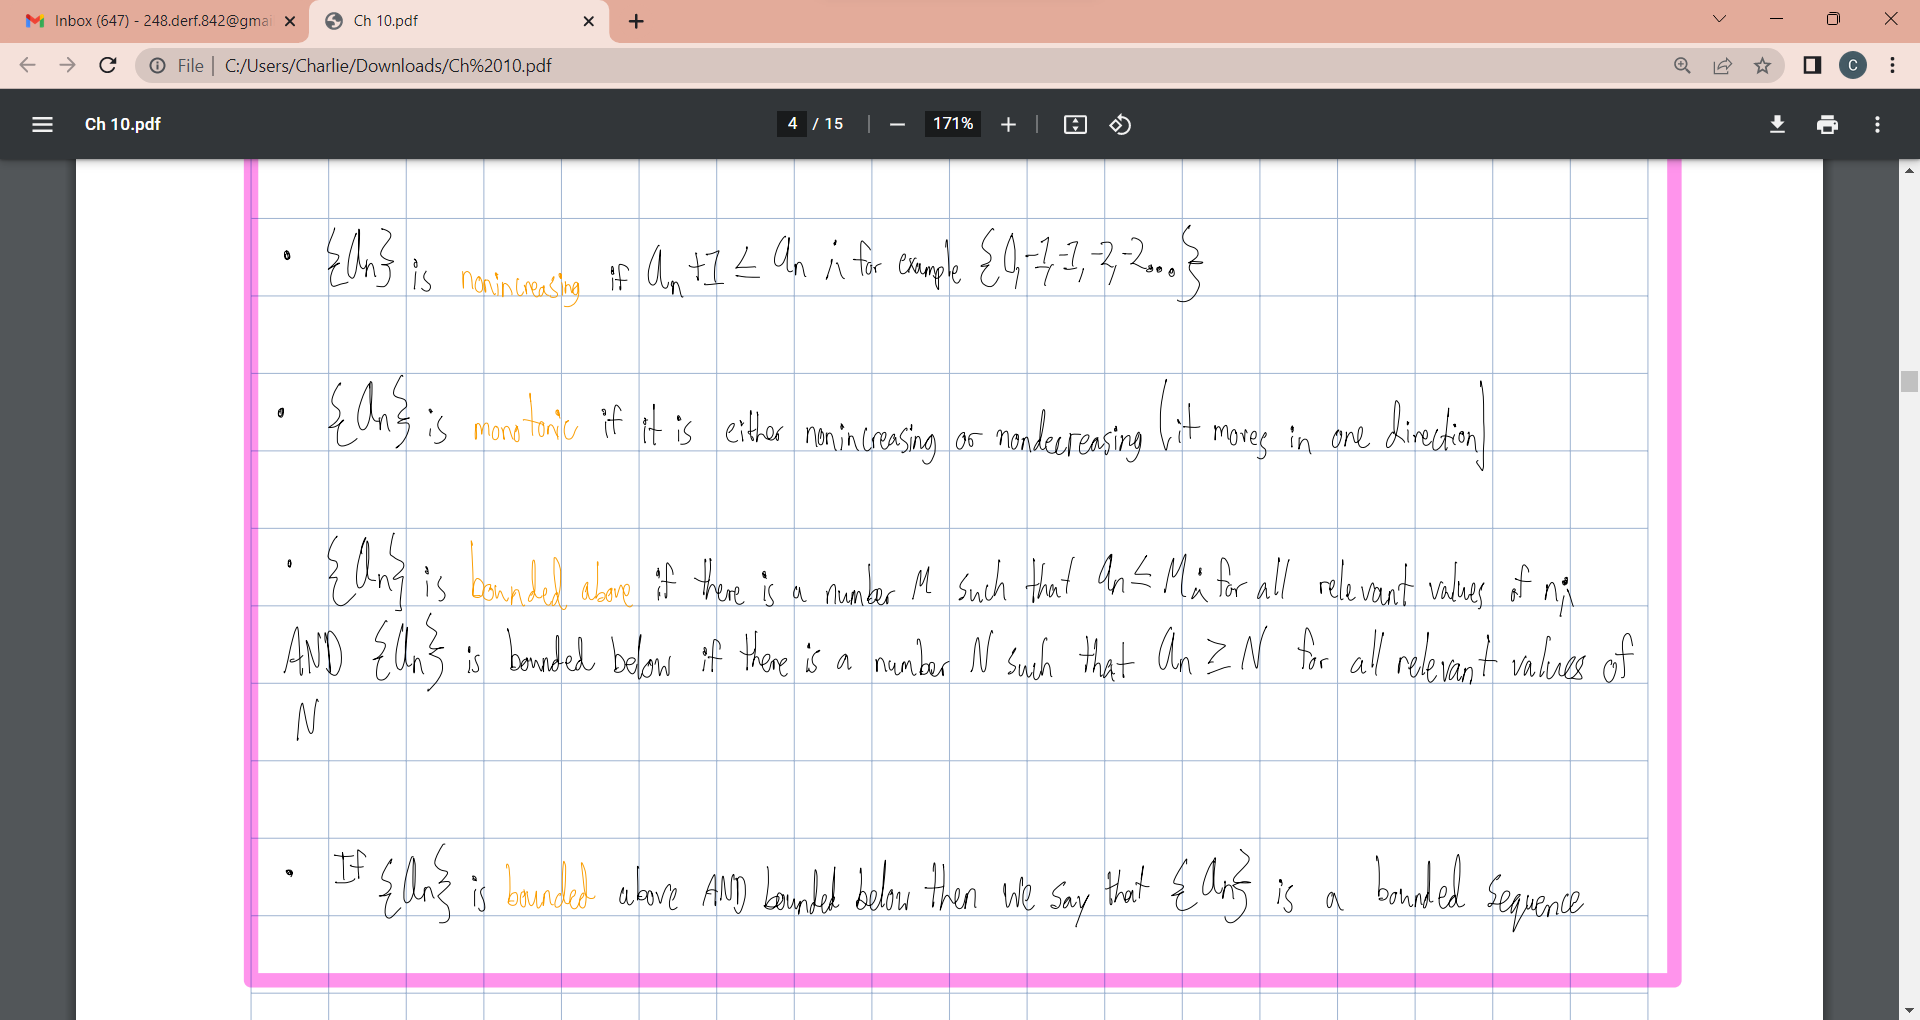 Inbox (647) - 248.derf.842@gmai
Ch 10.pdf
File | C:/Users/Charlie/Downloads/Ch%2010.pdf
C
Ch 10.pdf
4 / 15
171%
• {an} is nonincreasing if an+1 ≤ an ; for example {0,-1,-1,-2,-2...}
• {an} is monotonic if it is either nonincreasing or nondecreasing (it moves in one direction)
• {an} is bounded above if there is a number M such that an ≤ M ; for all relevant values of n;
AND {an} is bounded below if there is a number N such that an ≥ N for all relevant values of
N
• If {an} is bounded above AND bounded below then we say that {an} is a bounded sequence